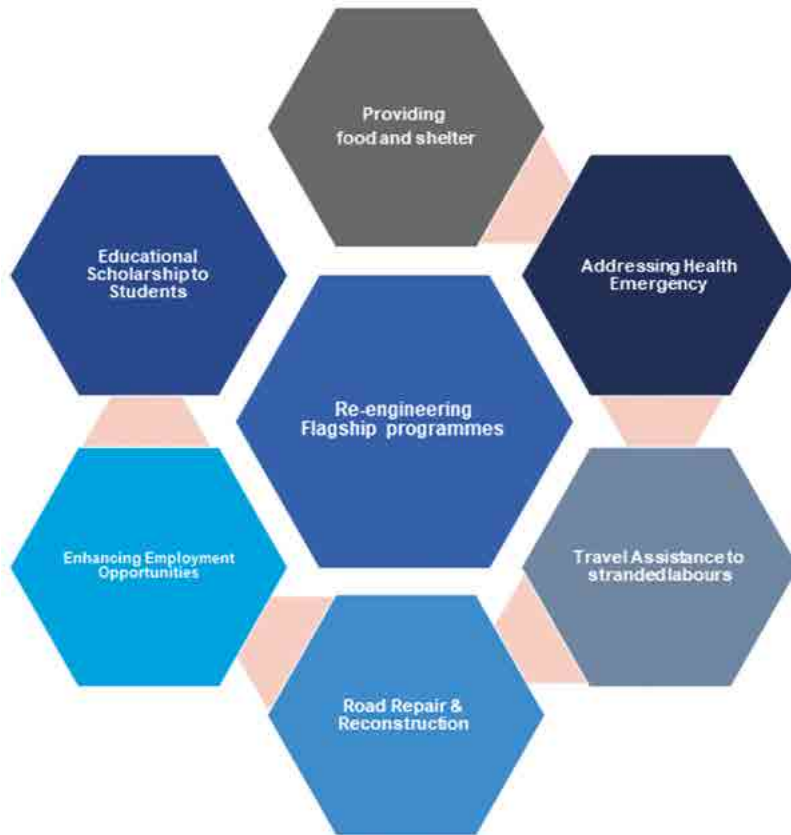 Providing
food and shelter
Addressing Health
Emergency
Travel Assistance to
stranded labours
Road Repair &
Reconstruction
Enhancing Employment
Opportunities
Educational
Scholarship to
Students
Re-engineering
Flagship programmes